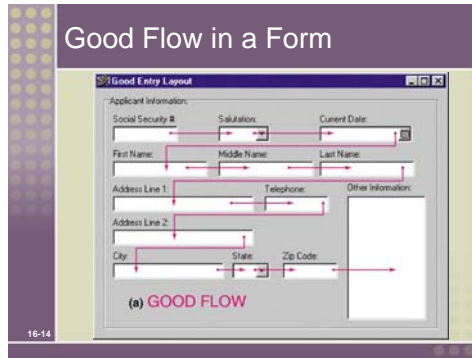 Good Flow in a Form
Good Entry Layout
Applicant Information:
Social Security #: Salutation: Current Date:
First Name: Middle Name: Last Name:
Address Line 1: Telephone: Other Information:
Address Line 2:
City: State: Zip Code:
(a) GOOD FLOW
16-14